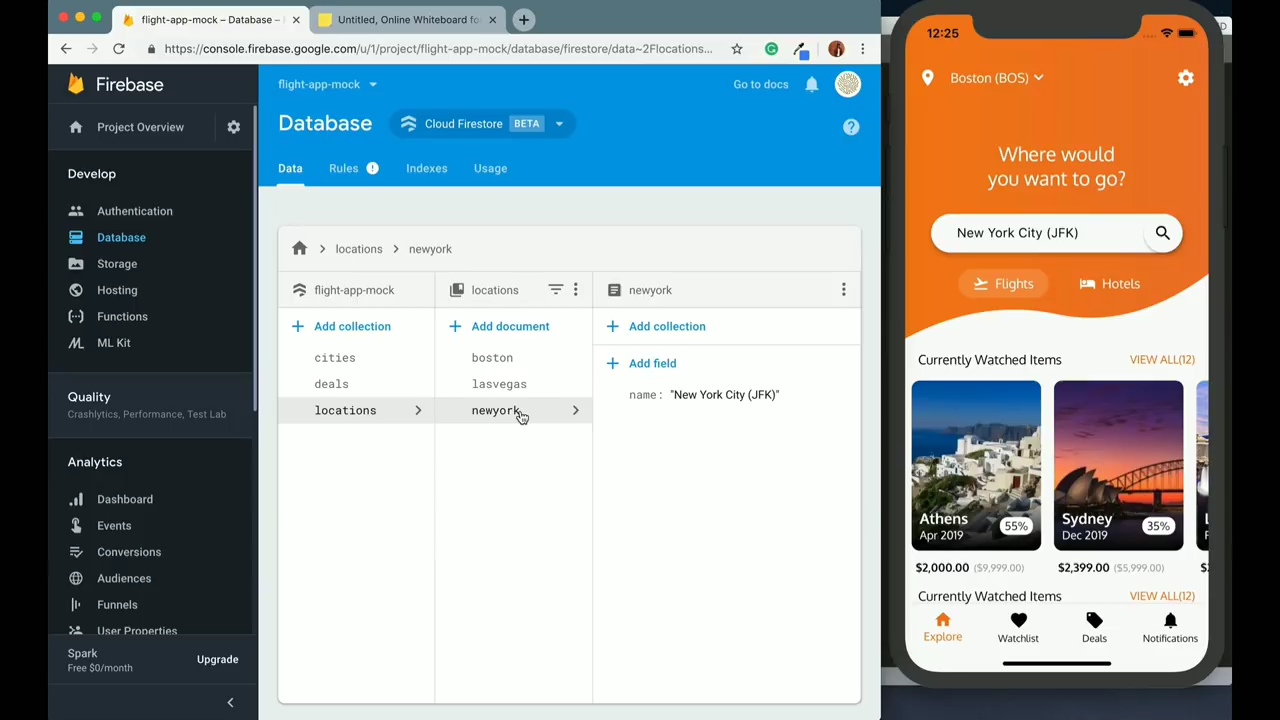 flight-app-mock – Database –
Untitled, Online Whiteboard fo
https://console.firebase.google.com/u/1/project/flight-app-mock/database/firestore/data~2Flocations...
Firebase
Project Overview
Develop
Authentication
Database
Storage
Hosting
Functions
ML Kit
Quality
Crashlytics, Performance, Test Lab
Analytics
Dashboard
Events
Conversions
Audiences
Funnels
User Properties
Spark
Free $0/month
Upgrade
flight-app-mock
Go to docs
Database
Cloud Firestore BETA
Data
Rules
Indexes
Usage
locations > newyork
flight-app-mock
Add collection
cities
deals
locations
locations
Add document
boston
lasvegas
newyork
newyork
Add collection
Add field
name: "New York City (JFK)"
12:25
Boston (BOS)
Where would
you want to go?
New York City (JFK)
Flights
Hotels
Currently Watched Items
VIEW ALL(12)
Athens
Apr 2019
55%
Sydney
Dec 2019
35%
$2,000.00 ($9,999.00)
$2,399.00 ($5,999.00)
Currently Watched Items
VIEW ALL(12)
Explore
Watchlist
Deals
Notifications